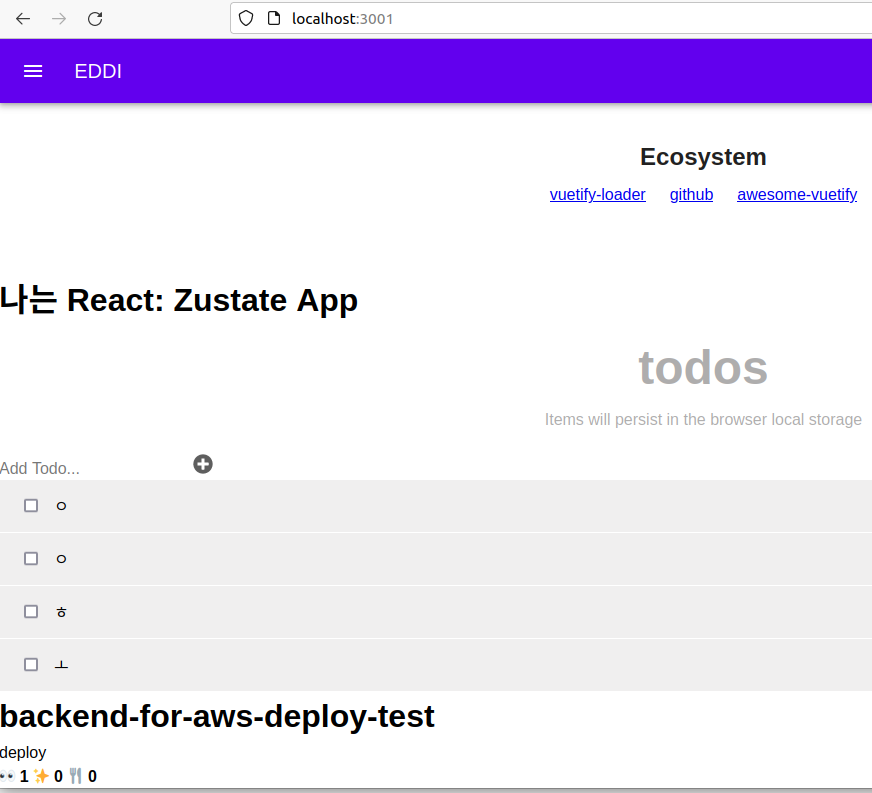 localhost:3001
EDDI
Ecosystem
vuetify-loader github awesome-vuetify
나는 React: Zustate App
todos
Items will persist in the browser local storage
Add Todo...
ㅇ
ㅇ
ㅎ
ㅗ
backend-for-aws-deploy-test
deploy
👀 1 ✨ 0 🍴 0